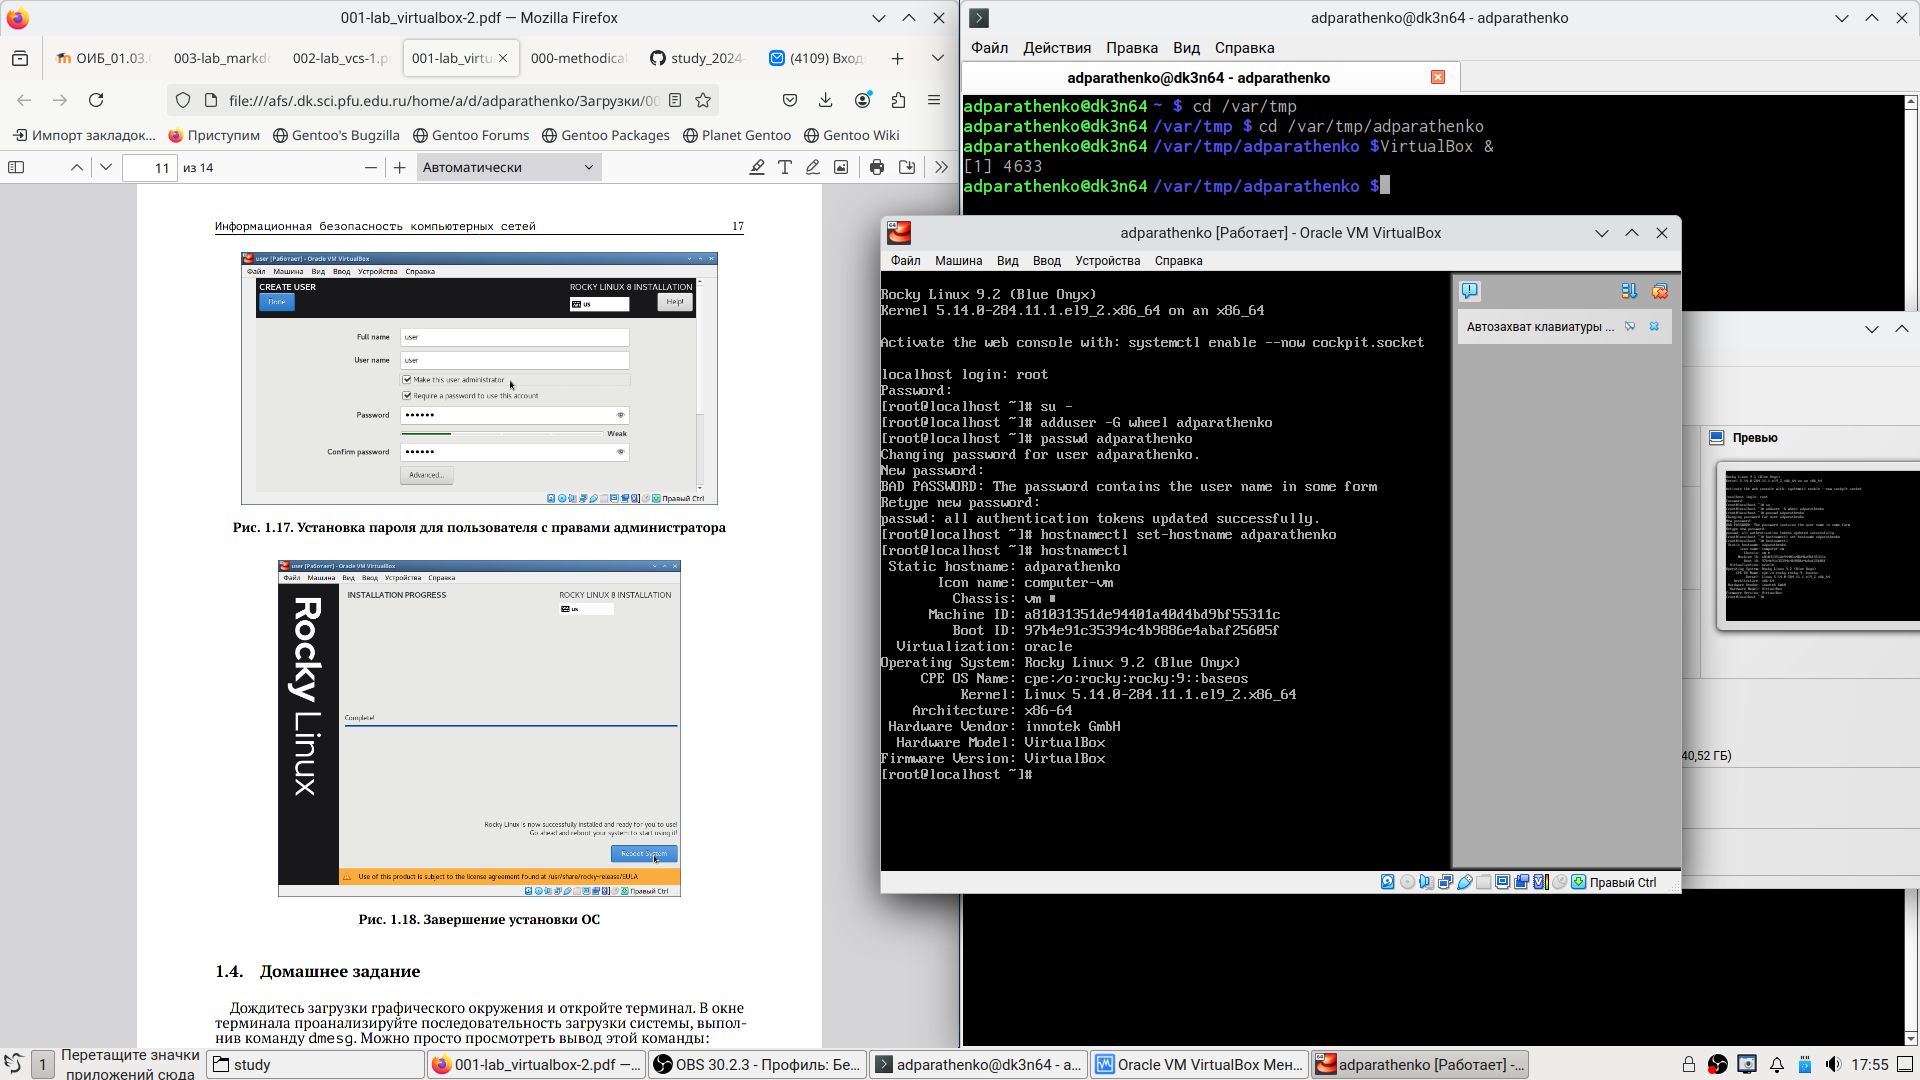 001-lab_virtualbox-2.pdf — Mozilla Firefox
ОИБ_01.03.
003-lab_markd
002-lab_vcs-1.p
001-lab_virtu
000-methodical
study_2024-
(4109) Вход
file:///afs/.dk.sci.pfu.edu.ru/home/a/d/adparathenko/Загрузки/00
Импорт закладок...
Приступим
Gentoo's Bugzilla
Gentoo Forums
Gentoo Packages
Planet Gentoo
Gentoo Wiki
11 из 14
Автоматически
Информационная безопасность компьютерных сетей 17
user [Работает] - Oracle VM VirtualBox
Файл Машина Вид Ввод Устройства Справка
CREATE USER
ROCKY LINUX 8 INSTALLATION
Done
us
Help!
Full name user
User name user
Make this user administrator
Require a password to use this account
Password ••••••
Weak
Confirm password ••••••
Advanced...
Правый Ctrl
Рис. 1.17. Установка пароля для пользователя с правами администратора
user [Работает] - Oracle VM VirtualBox
Файл Машина Вид Ввод Устройства Справка
Rocky Linux
INSTALLATION PROGRESS
ROCKY LINUX 8 INSTALLATION
us
Complete!
Rocky Linux is now successfully installed and ready for you to use!
Go ahead and reboot your system to start using it!
Reboot System
Use of this product is subject to the license agreement found at /usr/share/rocky-release/EULA
Правый Ctrl
Рис. 1.18. Завершение установки ОС
1.4. Домашнее задание
Дождитесь загрузки графического окружения и откройте терминал. В окне
терминала проанализируйте последовательность загрузки системы, выпол-
нив команду dmesg. Можно просто просмотреть вывод этой команды:
adparathenko@dk3n64 - adparathenko
Файл Действия Правка Вид Справка
adparathenko@dk3n64 - adparathenko
adparathenko@dk3n64 ~ $ cd /var/tmp
adparathenko@dk3n64 /var/tmp $ cd /var/tmp/adparathenko
adparathenko@dk3n64 /var/tmp/adparathenko $VirtualBox &
[1] 4633
adparathenko@dk3n64 /var/tmp/adparathenko $
adparathenko [Работает] - Oracle VM VirtualBox
Файл Машина Вид Ввод Устройства Справка
Rocky Linux 9.2 (Blue Onyx)
Kernel 5.14.0-284.11.1.el9_2.x86_64 on an x86_64
Activate the web console with: systemctl enable --now cockpit.socket
localhost login: root
Password:
[root@localhost ~]# su -
[root@localhost ~]# adduser -G wheel adparathenko
[root@localhost ~]# passwd adparathenko
Changing password for user adparathenko.
New password:
BAD PASSWORD: The password contains the user name in some form
Retype new password:
passwd: all authentication tokens updated successfully.
[root@localhost ~]# hostnamectl set-hostname adparathenko
[root@localhost ~]# hostnamectl
Static hostname: adparathenko
Icon name: computer-vm
Chassis: vm
Machine ID: a81031351de94401a40d4bd9bf55311c
Boot ID: 97b4e91c35394c4b9886e4abaf25605f
Virtualization: oracle
Operating System: Rocky Linux 9.2 (Blue Onyx)
CPE OS Name: cpe:/o:rocky:rocky:9::baseos
Kernel: Linux 5.14.0-284.11.1.el9_2.x86_64
Architecture: x86-64
Hardware Vendor: innotek GmbH
Hardware Model: VirtualBox
Firmware Version: VirtualBox
[root@localhost ~]#
Автозахват клавиатуры ...
Правый Ctrl
Превью
40,52 ГБ)
1
Перетащите значки
приложений сюда
study
001-lab_virtualbox-2.pdf —...
OBS 30.2.3 - Профиль: Бе...
adparathenko@dk3n64 - a...
Oracle VM VirtualBox Мен...
adparathenko [Работает] -...
17:55